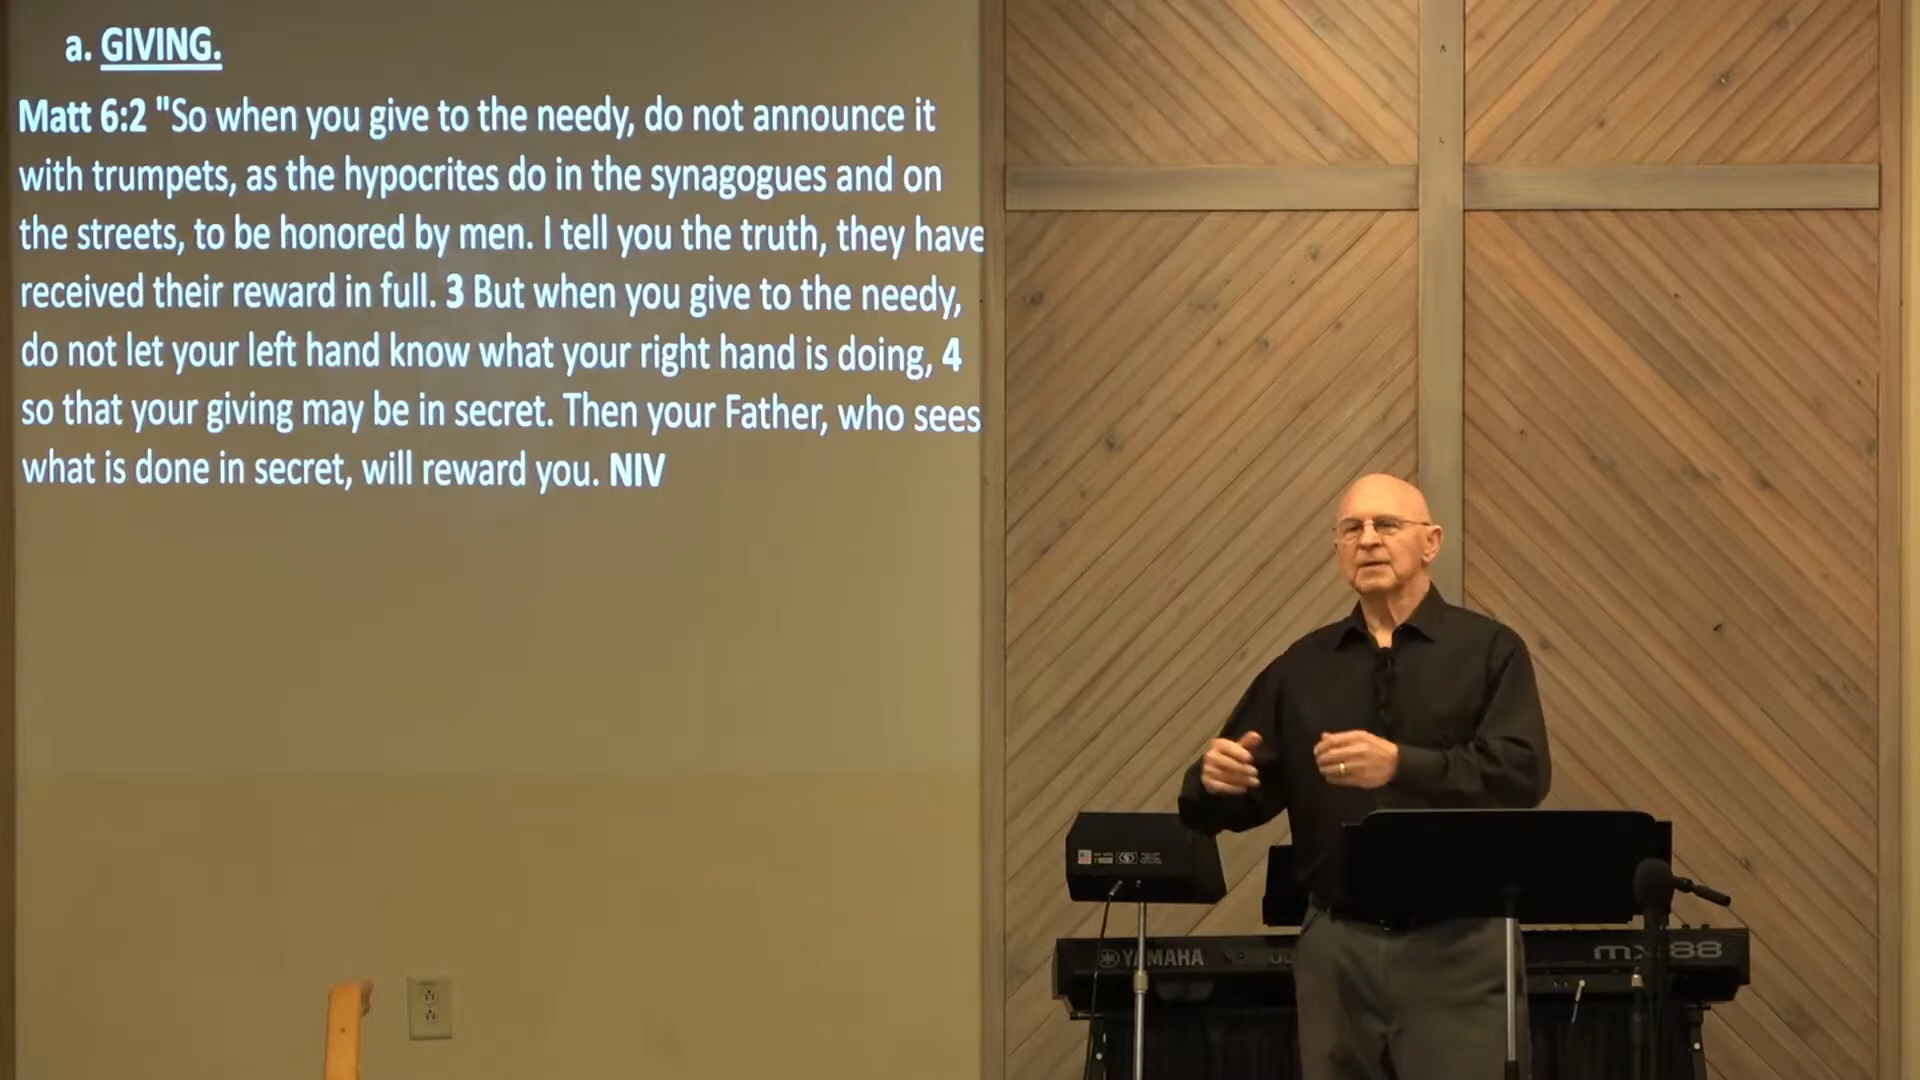 a. GIVING.
Matt 6:2 "So when you give to the needy, do not announce it
with trumpets, as the hypocrites do in the synagogues and on
the streets, to be honored by men. I tell you the truth, they have
received their reward in full. 3 But when you give to the needy,
do not let your left hand know what your right hand is doing, 4
so that your giving may be in secret. Then your Father, who sees
what is done in secret, will reward you. NIV
YAMAHA
mx88